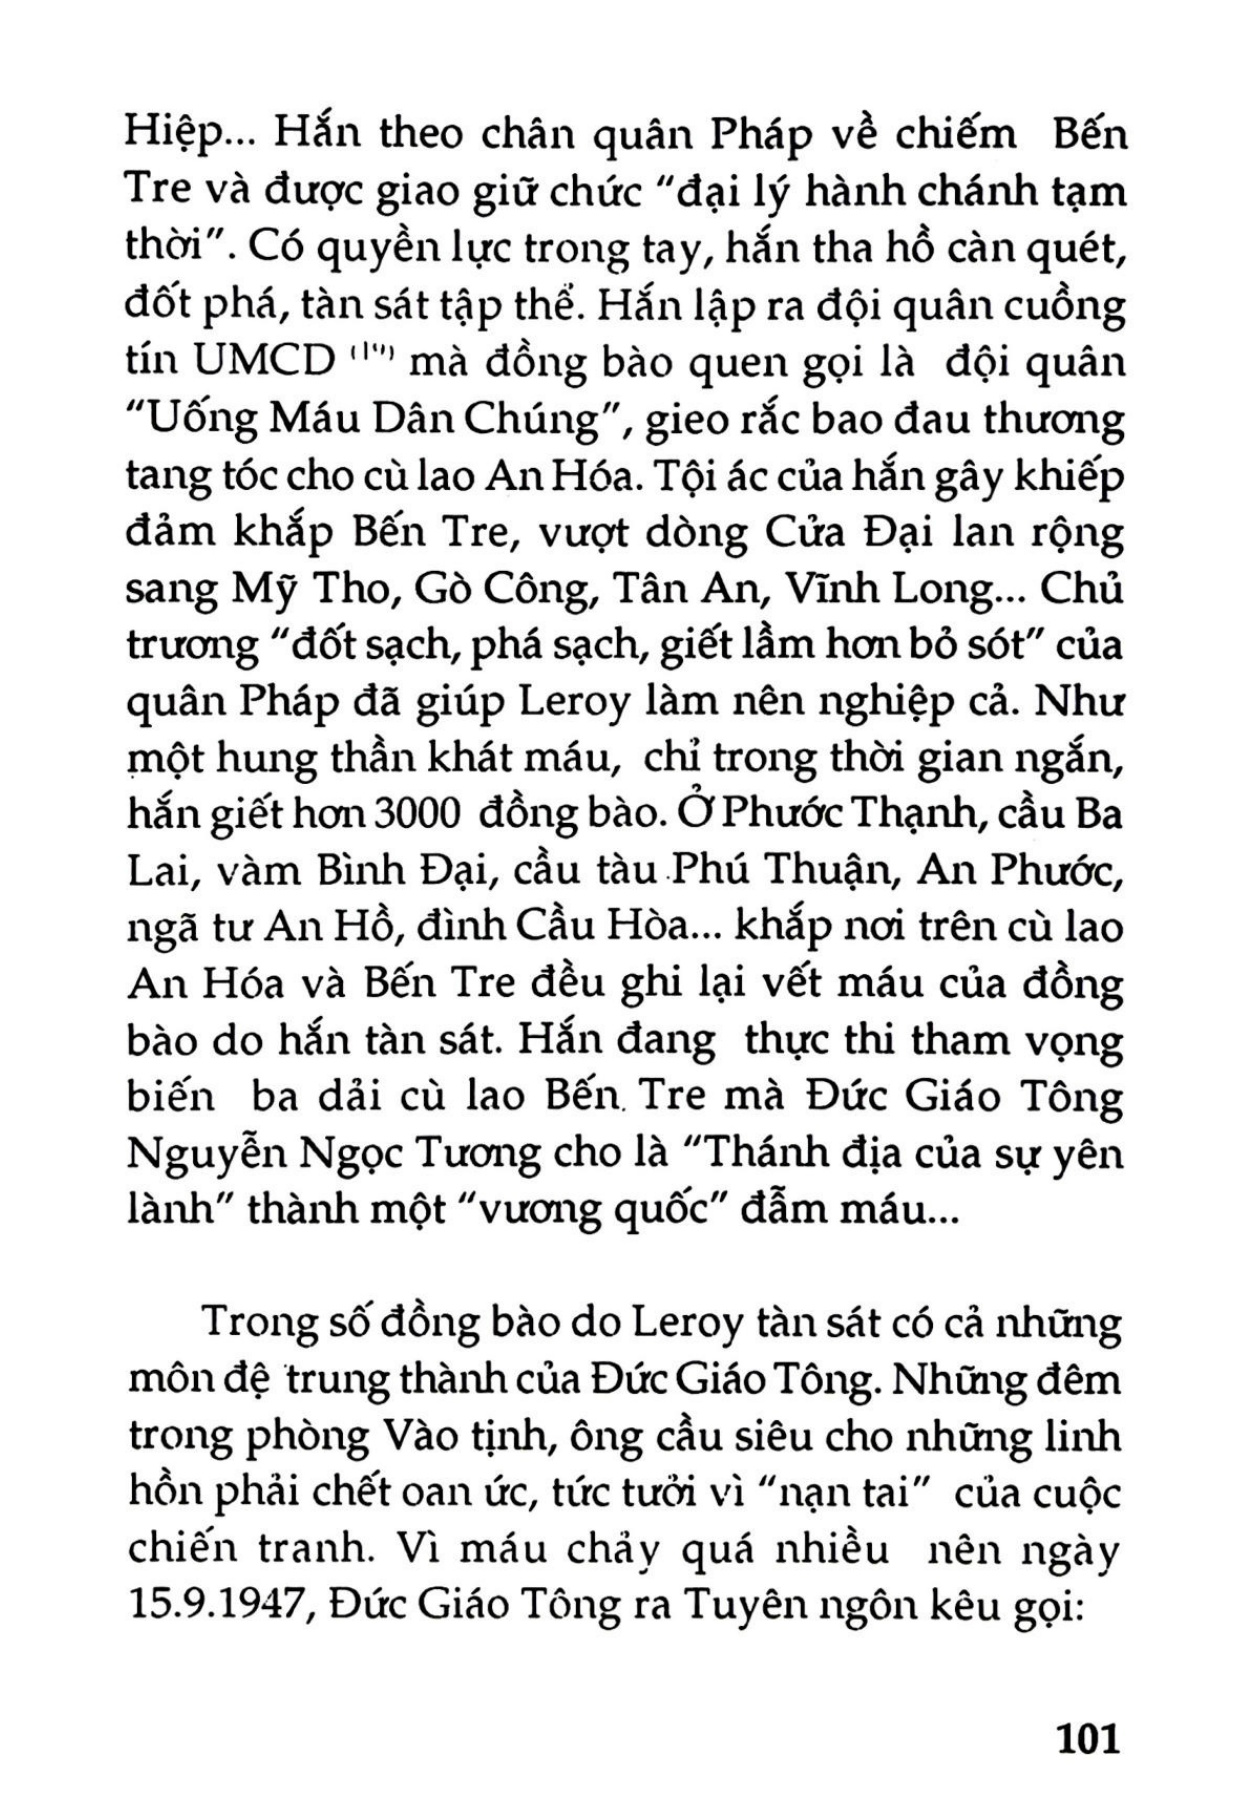 Hiệp... Hắn theo chân quân Pháp về chiếm Bến
Tre và được giao giữ chức "đại lý hành chánh tạm
thời". Có quyền lực trong tay, hắn tha hồ càn quét,
đốt phá, tàn sát tập thể. Hắn lập ra đội quân cuồng
tín UMCD mà đồng bào quen gọi là đội quân
"Uống Máu Dân Chúng", gieo rắc bao đau thương
tang tóc cho cù lao An Hóa. Tội ác của hắn gây khiếp
đảm khắp Bến Tre, vượt dòng Cửa Đại lan rộng
sang Mỹ Tho, Gò Công, Tân An, Vĩnh Long... Chủ
trương "đốt sạch, phá sạch, giết lầm hơn bỏ sót" của
quân Pháp đã giúp Leroy làm nên nghiệp cả. Như
một hung thần khát máu, chỉ trong thời gian ngắn,
hắn giết hơn 3000 đồng bào. Ở Phước Thạnh, cầu Ba
Lai, vàm Bình Đại, cầu tàu Phú Thuận, An Phước,
ngã tư An Hồ, đình Cầu Hòa... khắp nơi trên cù lao
An Hóa và Bến Tre đều ghi lại vết máu của đồng
bào do hắn tàn sát. Hắn đang thực thi tham vọng
biến ba dải cù lao Bến Tre mà Đức Giáo Tông
Nguyễn Ngọc Tương cho là "Thánh địa của sự yên
lành" thành một "vương quốc" đẫm máu...
Trong số đồng bào do Leroy tàn sát có cả những
môn đệ trung thành của Đức Giáo Tông. Những đêm
trong phòng Vào tịnh, ông cầu siêu cho những linh
hồn phải chết oan ức, tức tưởi vì "nạn tai" của cuộc
chiến tranh. Vì máu chảy quá nhiều nên ngày
15.9.1947, Đức Giáo Tông ra Tuyên ngôn kêu gọi:
101